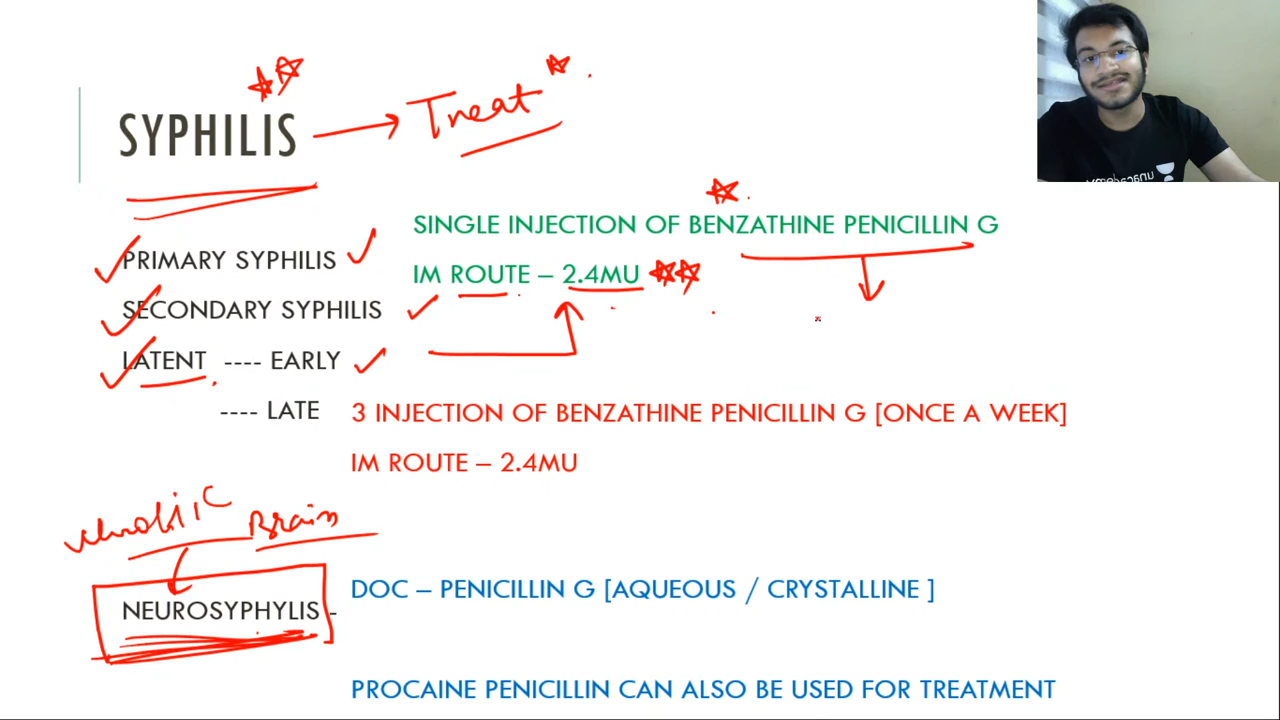 SYPHILIS
Treat
PRIMARY SYPHILIS
SINGLE INJECTION OF BENZATHINE PENICILLIN G
IM ROUTE – 2.4MU
SECONDARY SYPHILIS
LATENT ---- EARLY
---- LATE
3 INJECTION OF BENZATHINE PENICILLIN G [ONCE A WEEK]
IM ROUTE – 2.4MU
Brain
NEUROSYPHYLIS -
DOC – PENICILLIN G [AQUEOUS / CRYSTALLINE ]
PROCAINE PENICILLIN CAN ALSO BE USED FOR TREATMENT